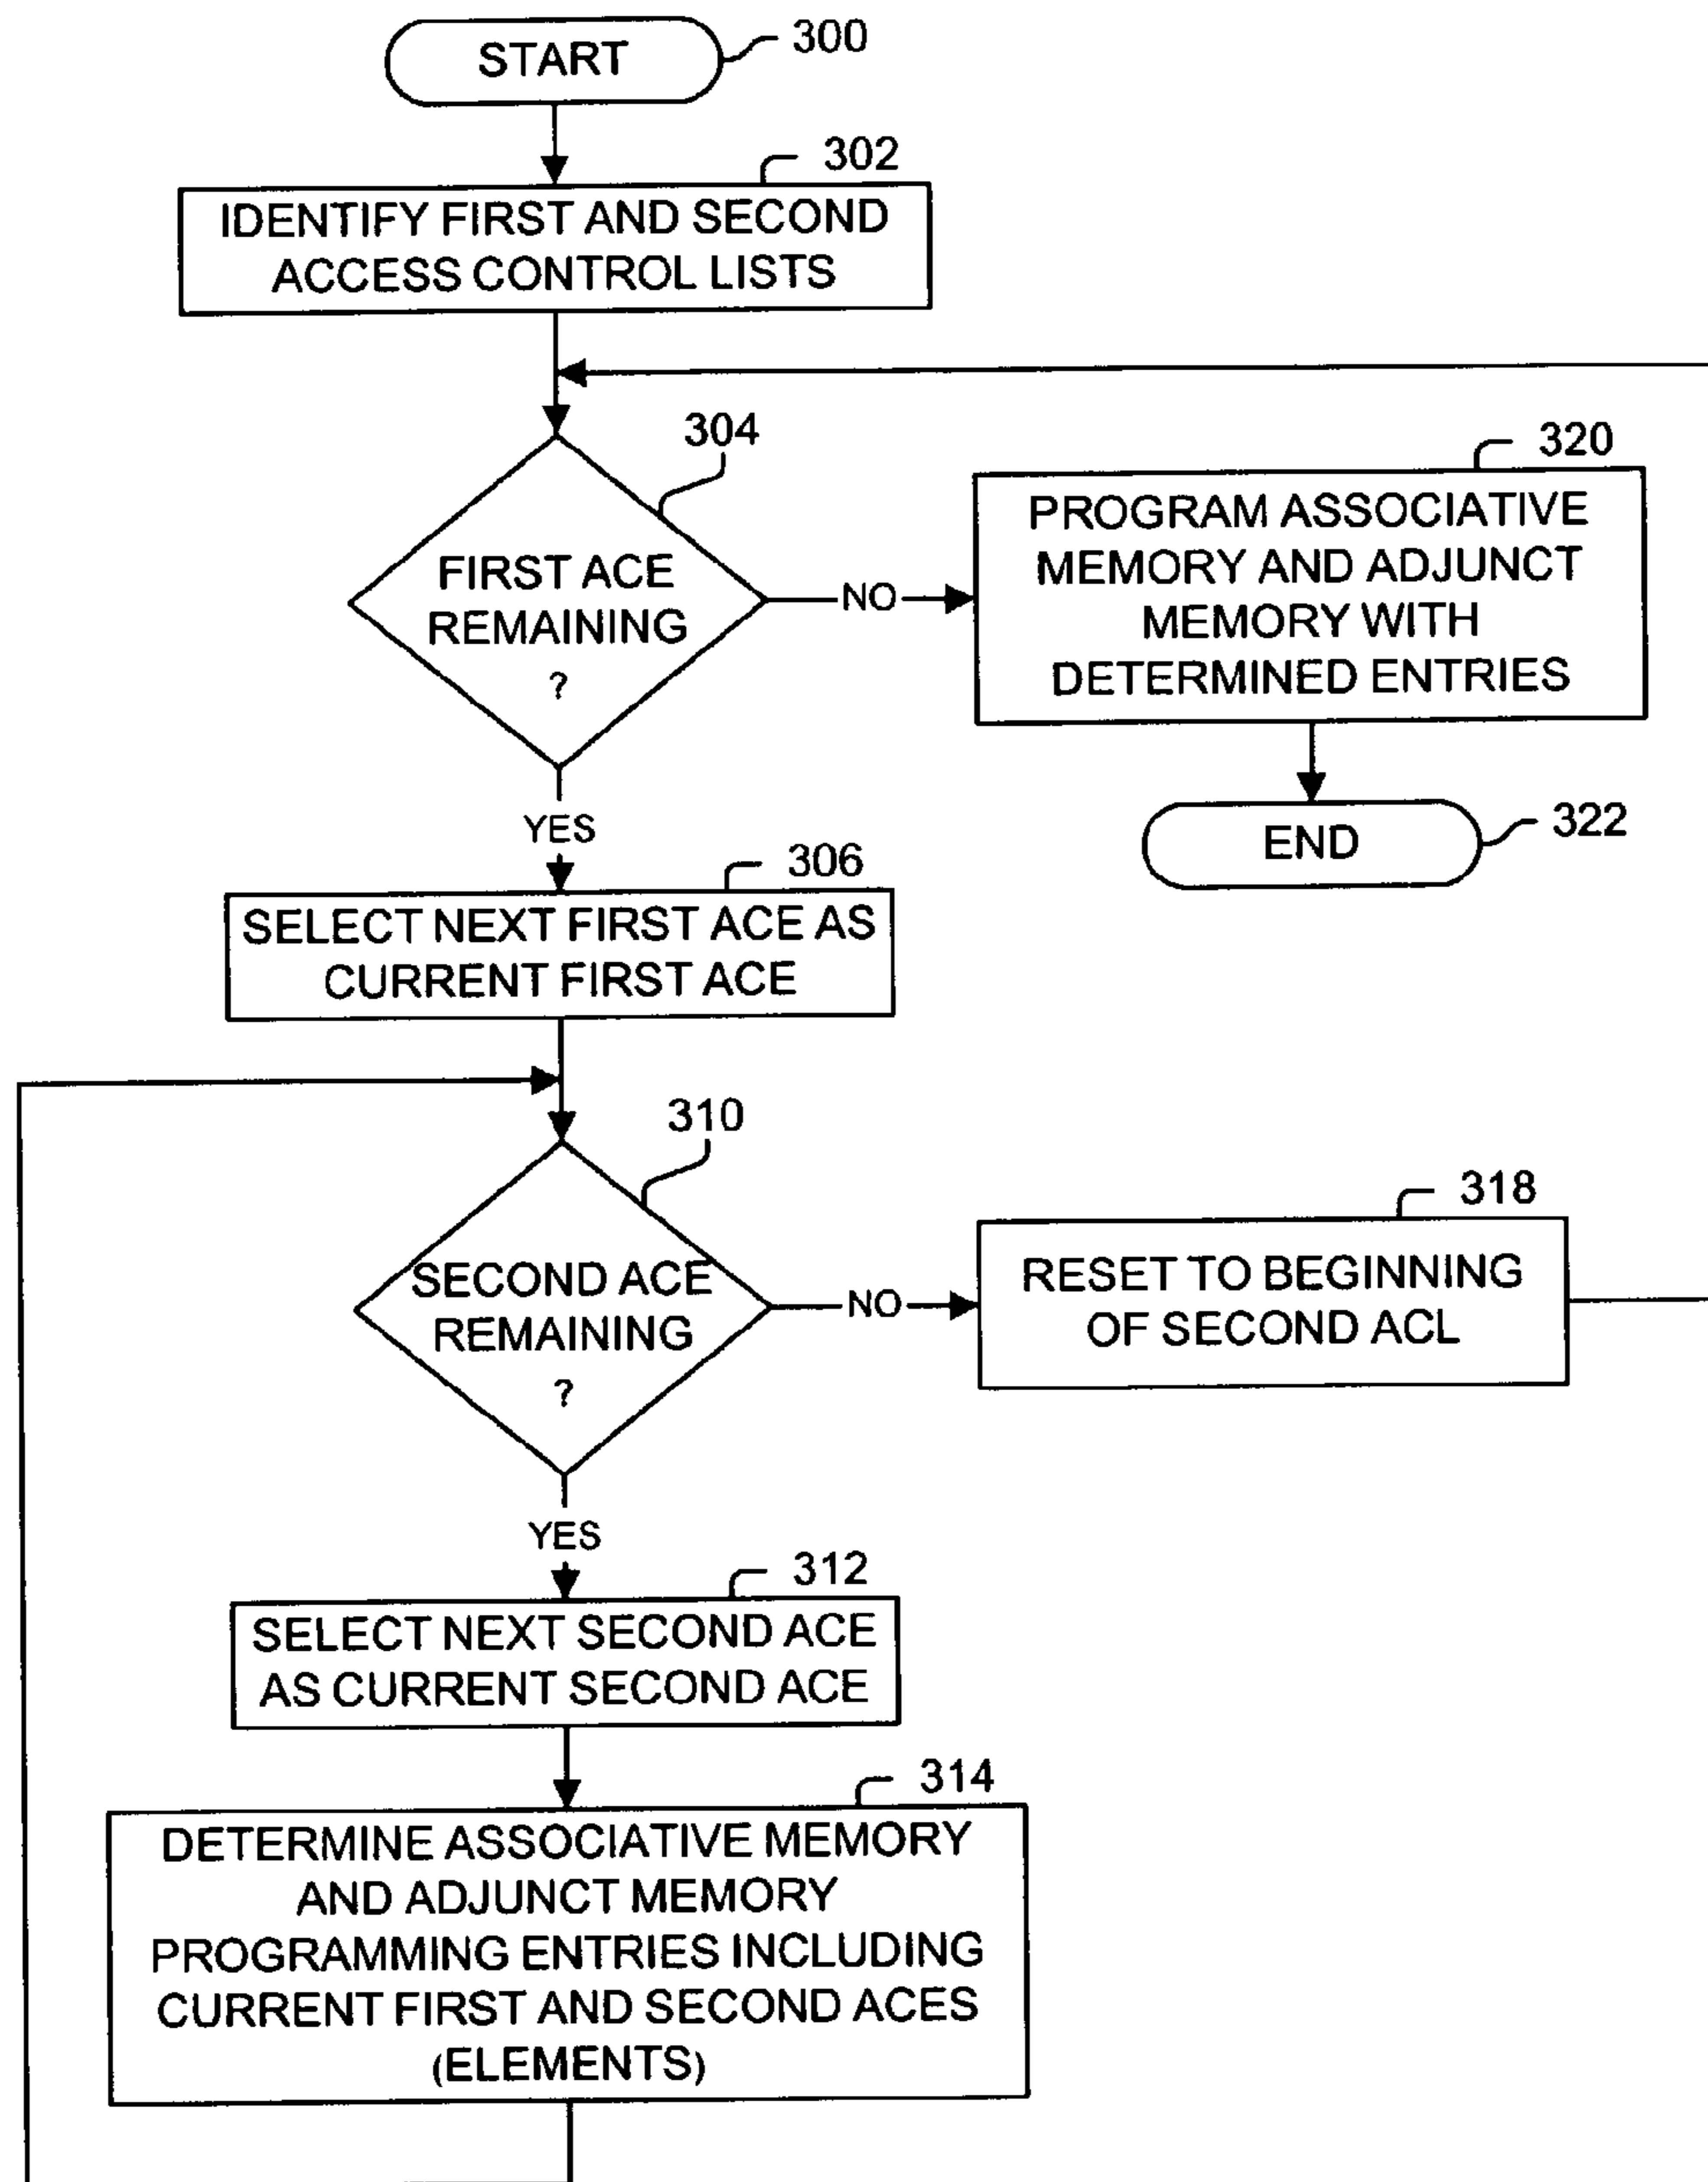 START
300
302
IDENTIFY FIRST AND SECOND
ACCESS CONTROL LISTS
304
FIRST ACE
REMAINING
?
NO
320
PROGRAM ASSOCIATIVE
MEMORY AND ADJUNCT
MEMORY WITH
DETERMINED ENTRIES
END
322
YES
306
SELECT NEXT FIRST ACE AS
CURRENT FIRST ACE
310
SECOND ACE
REMAINING
?
NO
318
RESET TO BEGINNING
OF SECOND ACL
YES
312
SELECT NEXT SECOND ACE
AS CURRENT SECOND ACE
314
DETERMINE ASSOCIATIVE MEMORY
AND ADJUNCT MEMORY
PROGRAMMING ENTRIES INCLUDING
CURRENT FIRST AND SECOND ACES
(ELEMENTS)